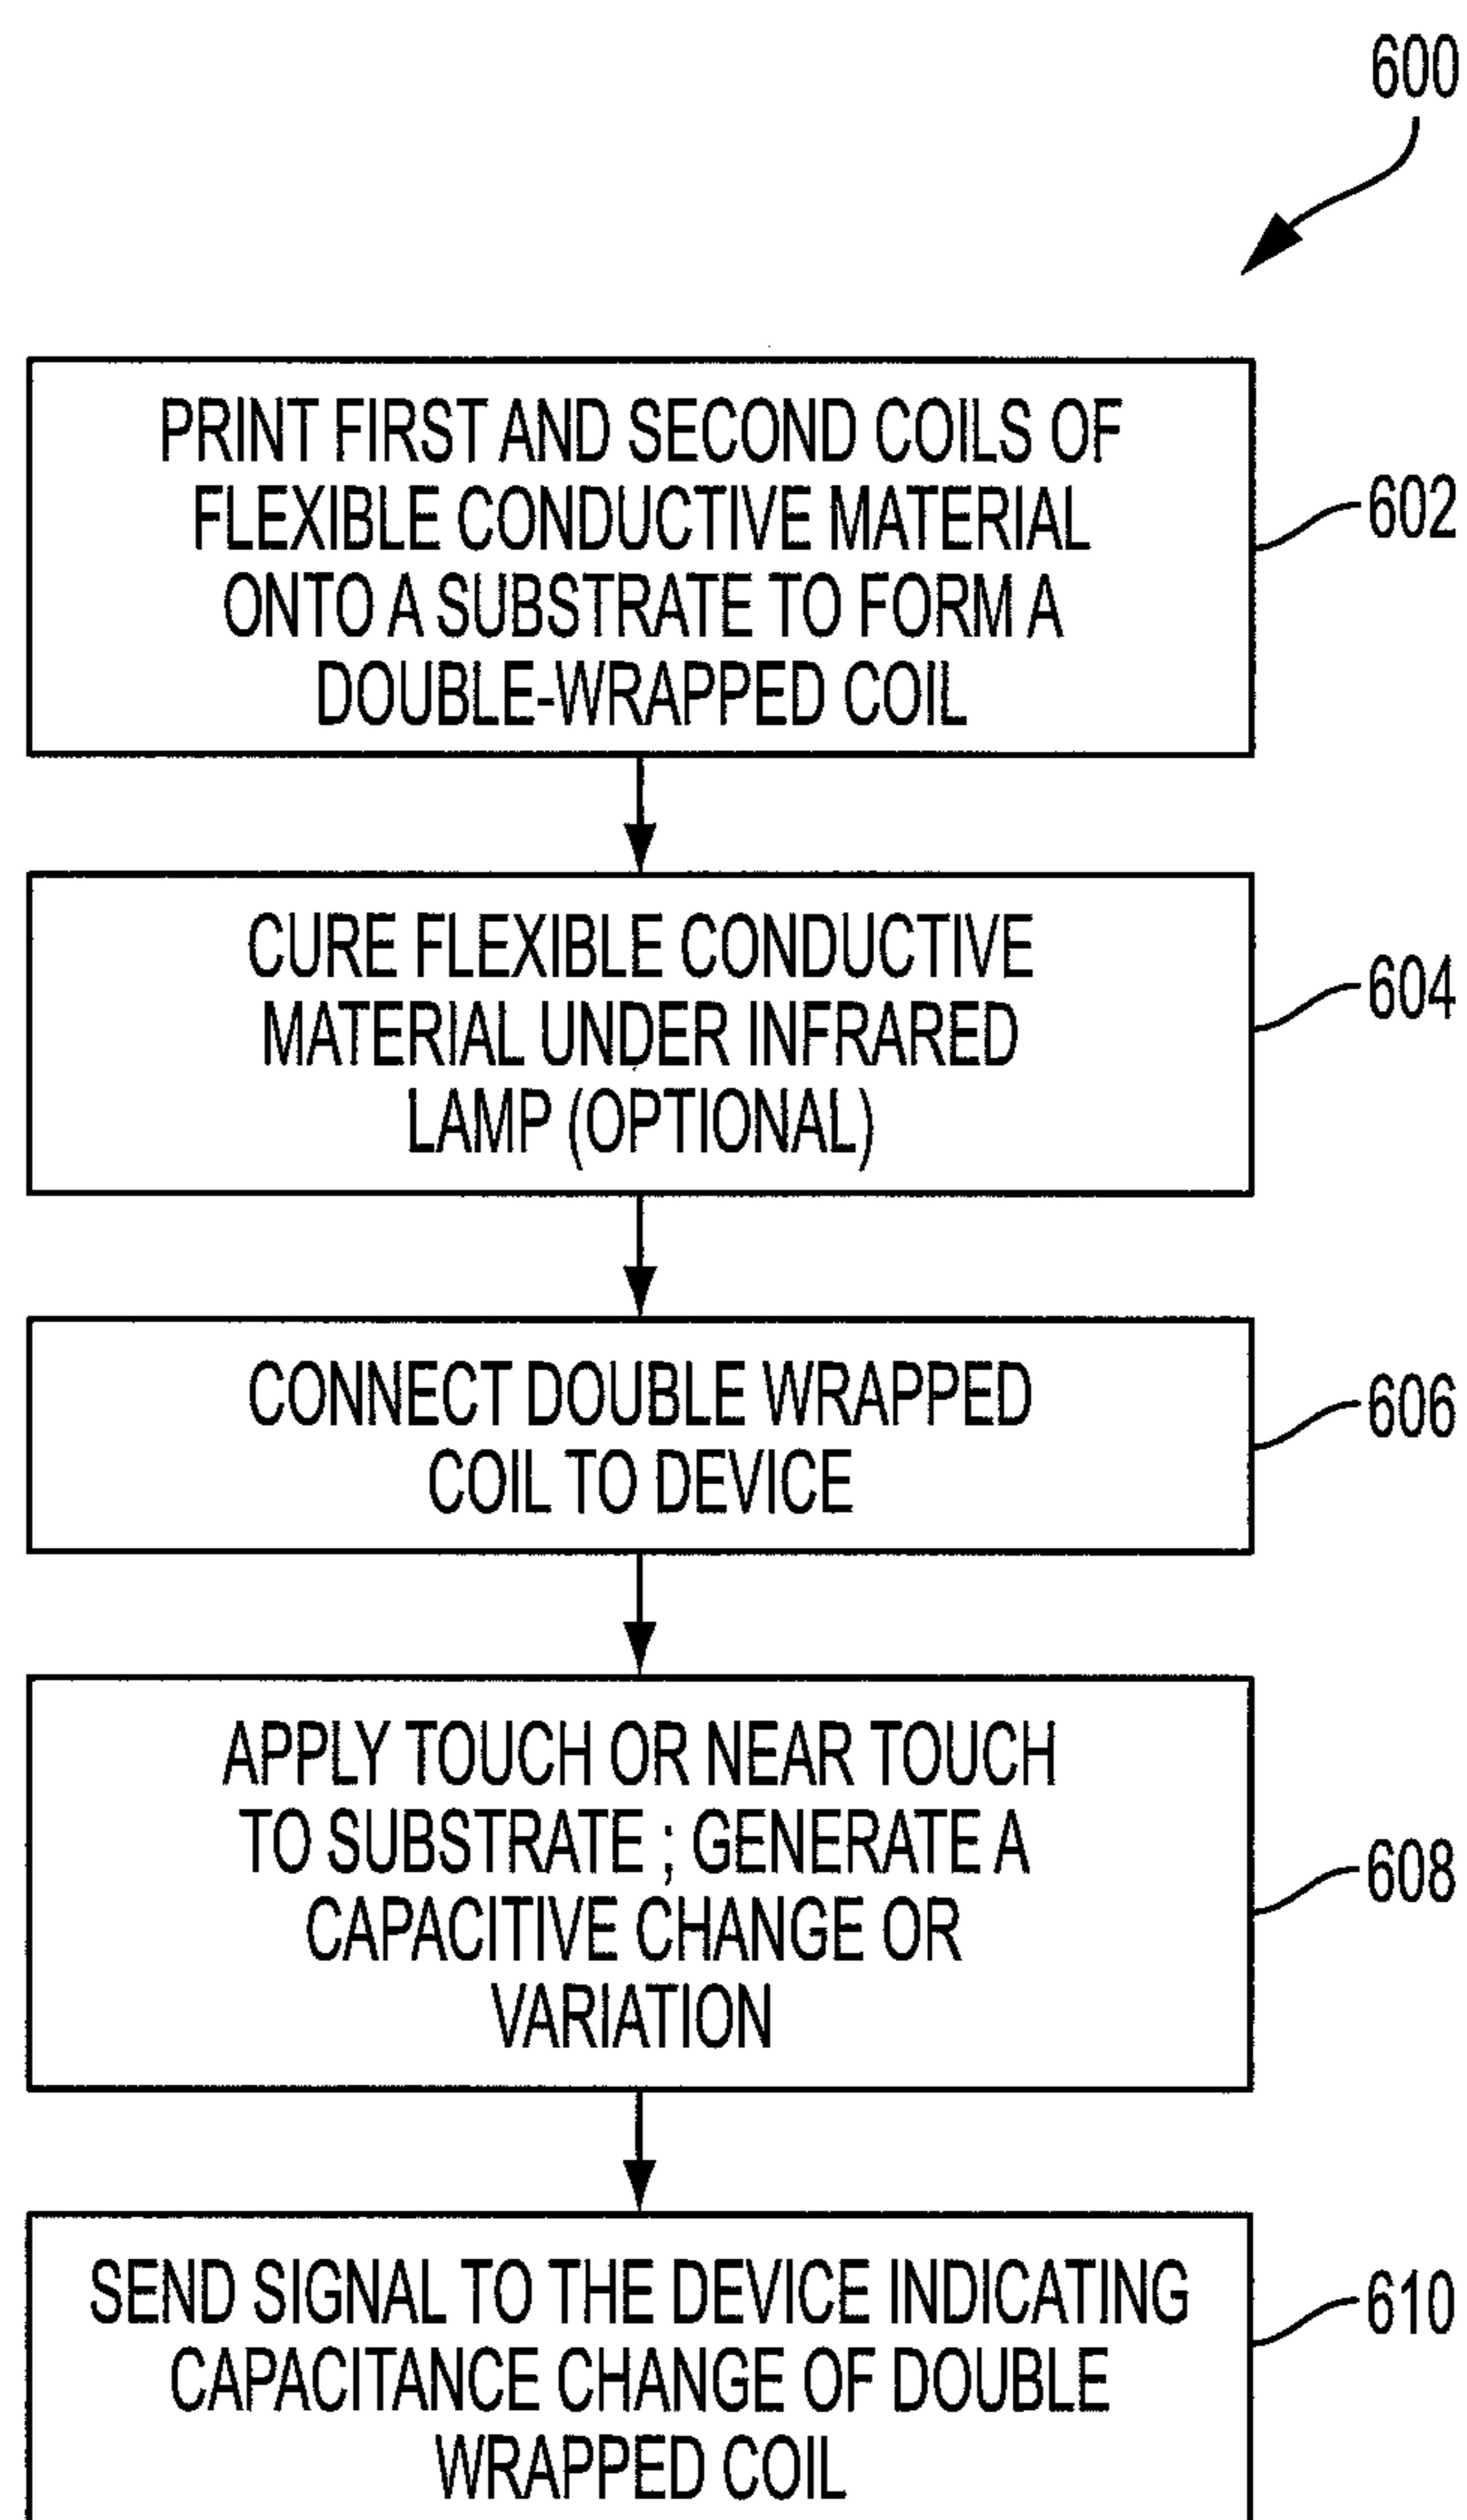 600
PRINT FIRST AND SECOND COILS OF
FLEXIBLE CONDUCTIVE MATERIAL
ONTO A SUBSTRATE TO FORM A
DOUBLE-WRAPPED COIL
602
CURE FLEXIBLE CONDUCTIVE
MATERIAL UNDER INFRARED
LAMP (OPTIONAL)
604
CONNECT DOUBLE WRAPPED
COIL TO DEVICE
606
APPLY TOUCH OR NEAR TOUCH
TO SUBSTRATE ; GENERATE A
CAPACITIVE CHANGE OR
VARIATION
608
SEND SIGNAL TO THE DEVICE INDICATING
CAPACITANCE CHANGE OF DOUBLE
WRAPPED COIL
610